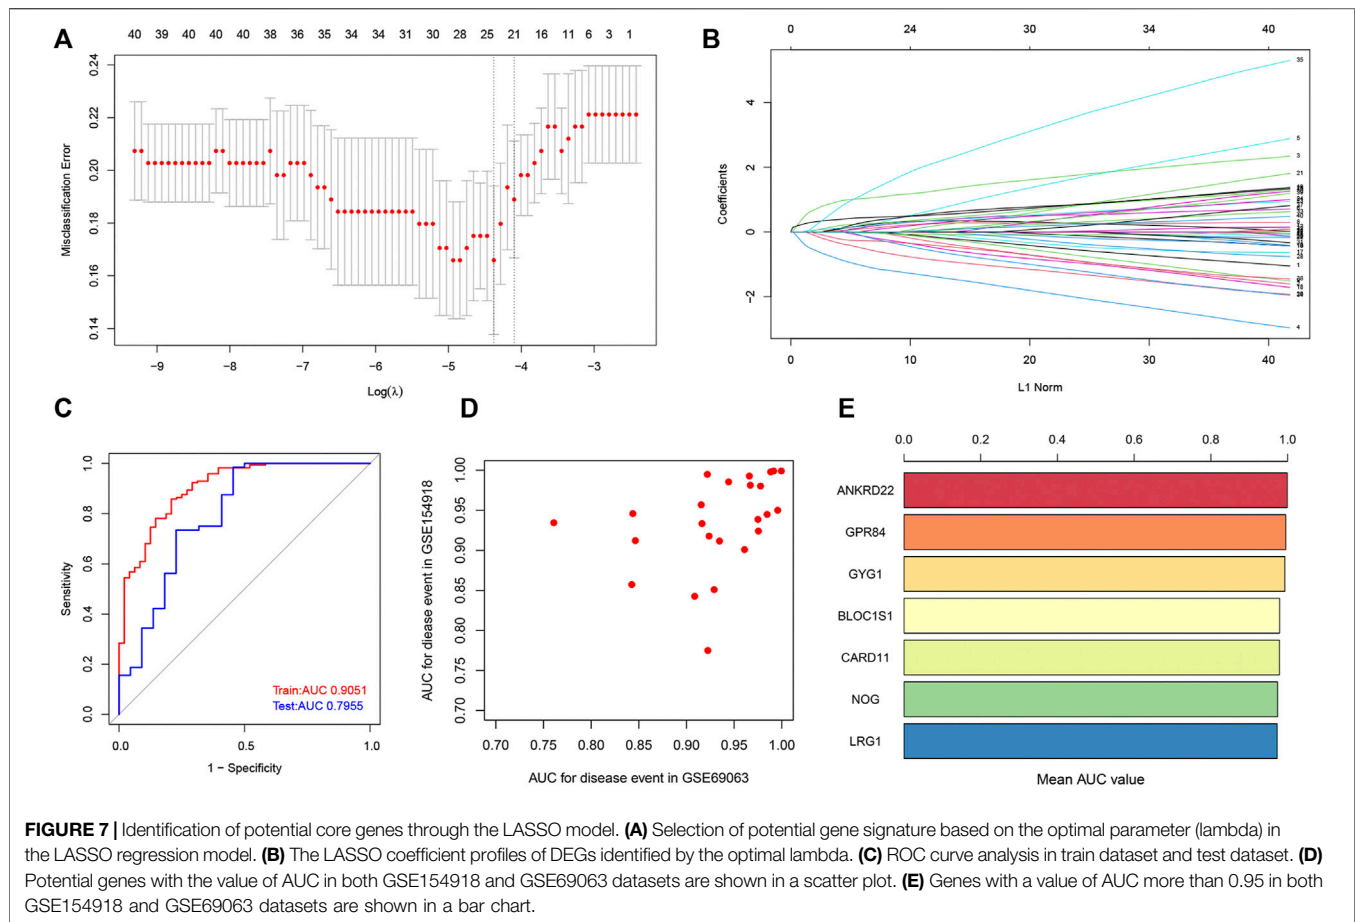 A
40 39 40 40 38 36 35 34 34 31 30 28 25 21 16 11 6 3 1
0.24
0.22
0.20
0.18
0.16
0.14
Misclassification Error
−9 −8 −7 −6 −5 −4 −3
Log(λ)
B
0 24 34 34 40
4
2
0
−2
Coefficients
35
5
3
21
17
28
1
4
0 10 20 30 40
L1 Norm
C
1.0
0.8
0.6
0.4
0.2
0.0
Sensitivity
Train:AUC 0.9051
Test:AUC 0.7955
0.0 0.5 1.0
1 − Specificity
D
1.00
0.95
0.90
0.85
0.80
0.75
0.70
AUC for diease event in GSE154918
0.70 0.75 0.80 0.85 0.90 0.95 1.00
AUC for disease event in GSE69063
E
0.0 0.2 0.4 0.6 0.8 1.0
ANKRD22
GPR84
GYG1
BLOC1S1
CARD11
NOG
LRG1
Mean AUC value
FIGURE 7 | Identification of potential core genes through the LASSO model. (A) Selection of potential gene signature based on the optimal parameter (lambda) in
the LASSO regression model. (B) The LASSO coefficient profiles of DEGs identified by the optimal lambda. (C) ROC curve analysis in train dataset and test dataset. (D)
Potential genes with the value of AUC in both GSE154918 and GSE69063 datasets are shown in a scatter plot. (E) Genes with a value of AUC more than 0.95 in both
GSE154918 and GSE69063 datasets are shown in a bar chart.